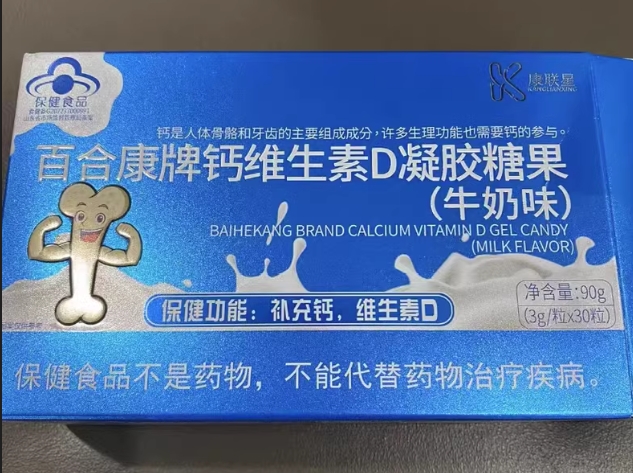 康联星
KANGLIANXING
保健食品
钙是人体骨骼和牙齿的主要组成成分，许多生理功能也需要钙的参与。
百合康牌钙维生素D凝胶糖果
（牛奶味）
BAIHEKANG BRAND CALCIUM VITAMIN D GEL CANDY
(MILK FLAVOR)
保健功能：补充钙，维生素D
净含量：90g
(3g/粒x30粒)
保健食品不是药物，不能代替药物治疗疾病。